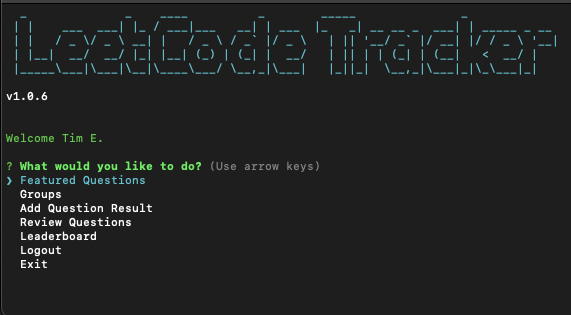 LeetCode Tracker
v1.0.6
Welcome Tim E.
? What would you like to do? (Use arrow keys)
❯ Featured Questions
Groups
Add Question Result
Review Questions
Leaderboard
Logout
Exit